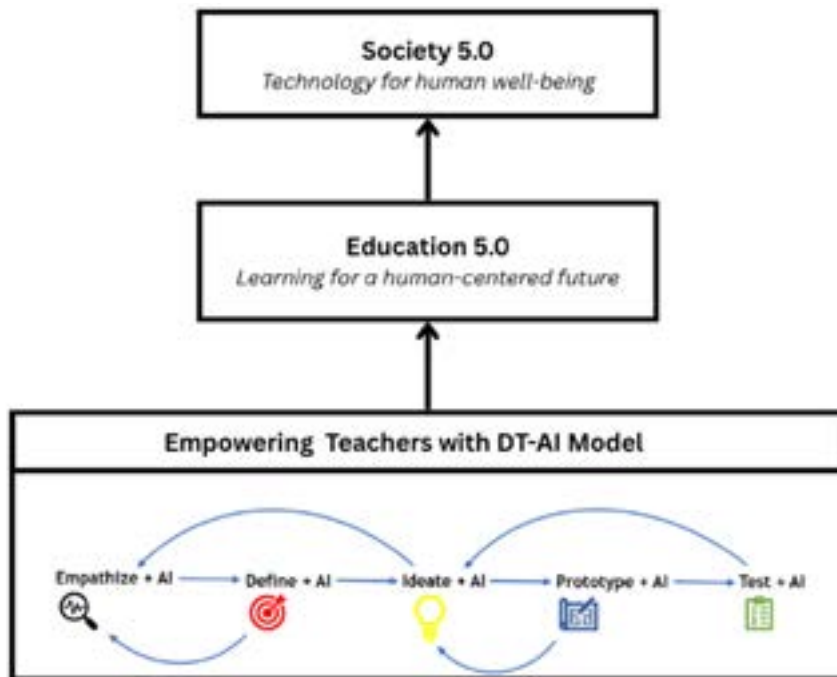 Society 5.0
Technology for human well-being
Education 5.0
Learning for a human-centered future
Empowering Teachers with DT-AI Model
Empathize + AI
Define + AI
Ideate + AI
Prototype + AI
Test + AI